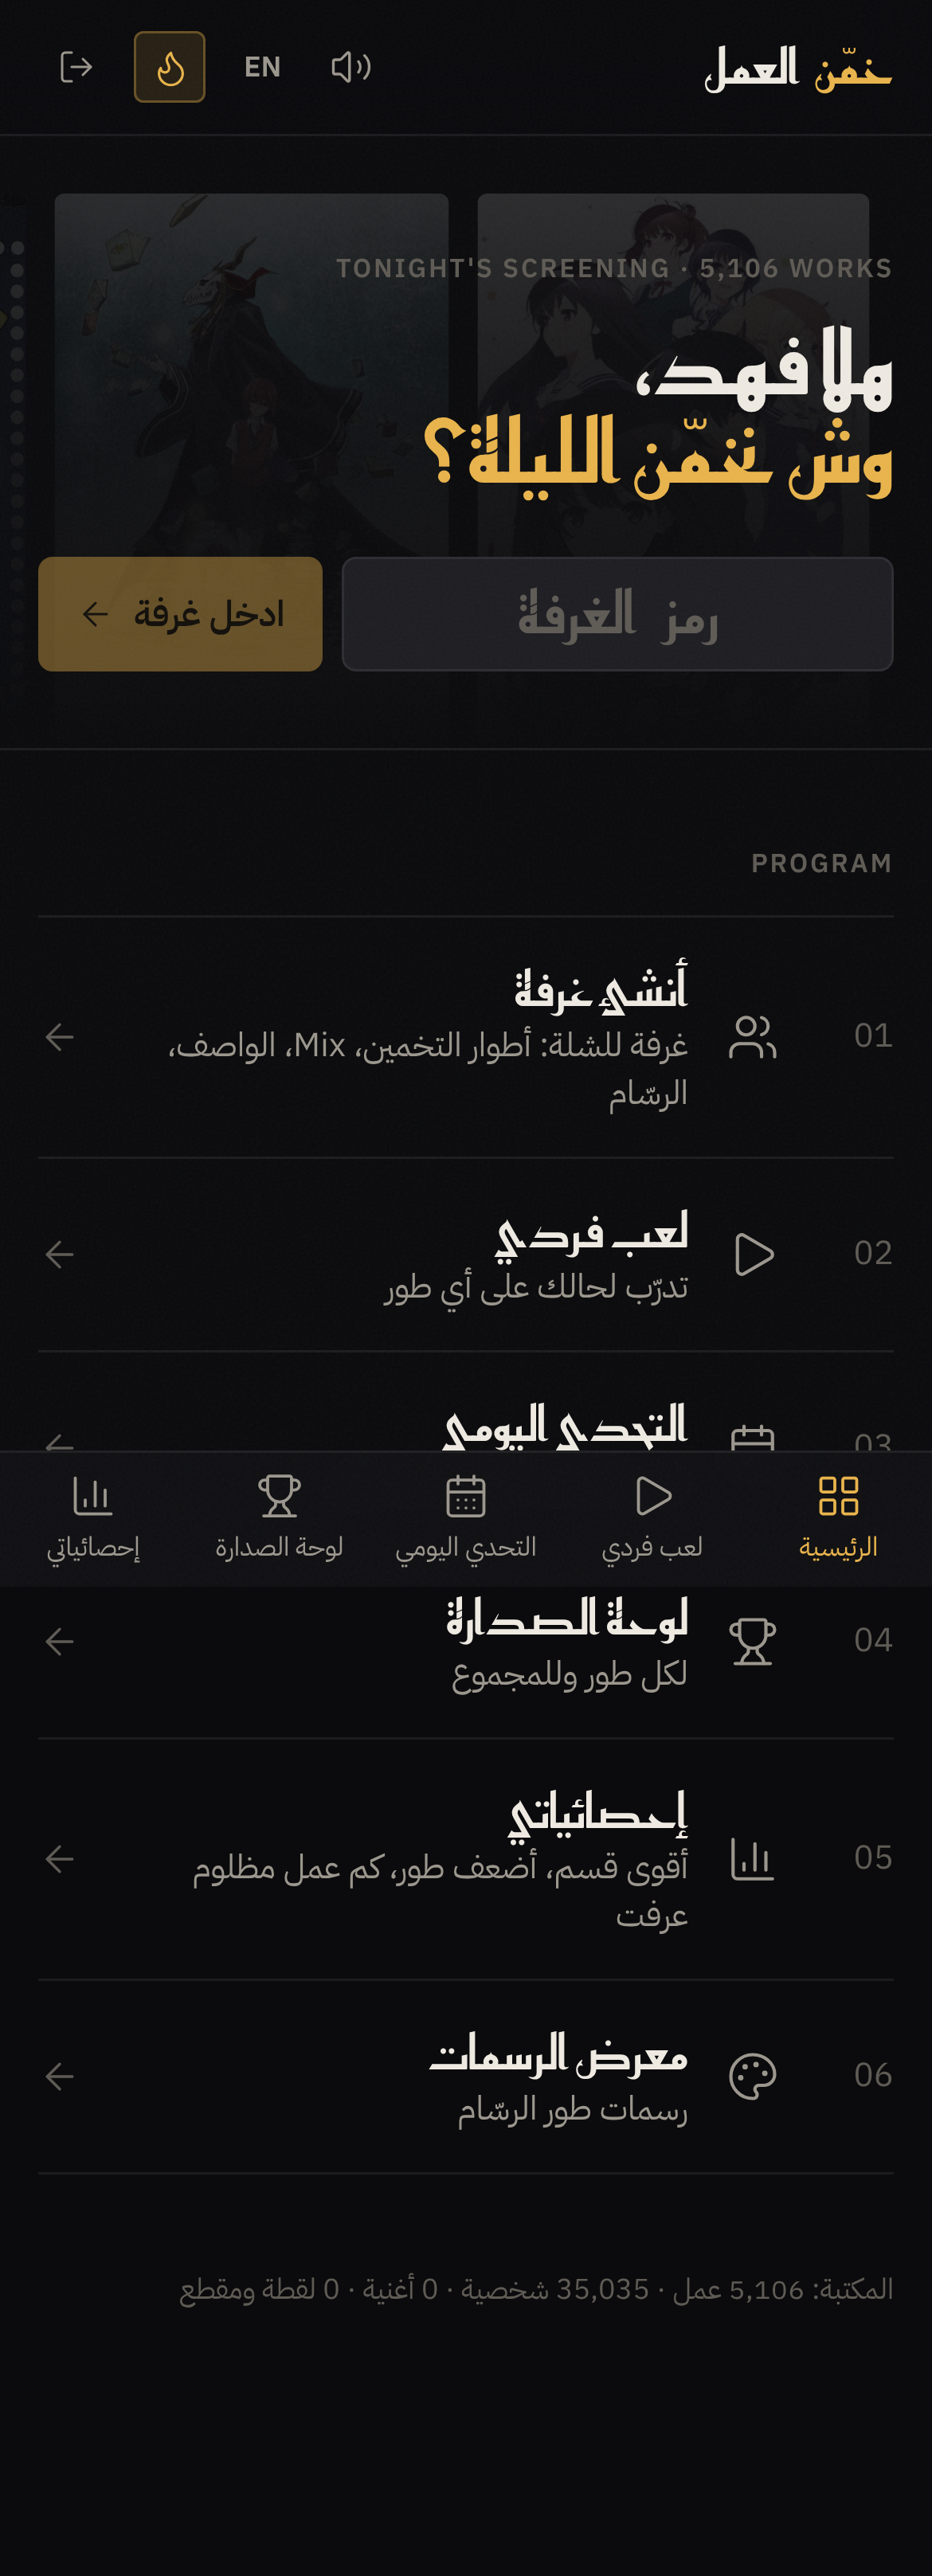 خمّن العمل
EN
TONIGHT'S SCREENING · 5,106 WORKS
ملا فهد،
وش تخمّن الليلة؟
رمز الغرفة
ادخل غرفة
PROGRAM
01
أنشئ غرفة
غرفة للشلة: أطوار التخمين، Mix، الواصف،
الرسّام
02
لعب فردي
تدرّب لحالك على أي طور
03
التحدي اليومي
الرئيسية
لعب فردي
التحدي اليومي
لوحة الصدارة
إحصائياتي
04
لوحة الصدارة
لكل طور وللمجموع
05
إحصائياتي
أقوى قسم، أضعف طور، كم عمل مظلوم
عرفت
06
معرض الرسمات
رسمات طور الرسّام
المكتبة: 5,106 عمل · 35,035 شخصية · 0 أغنية · 0 لقطة ومقطع